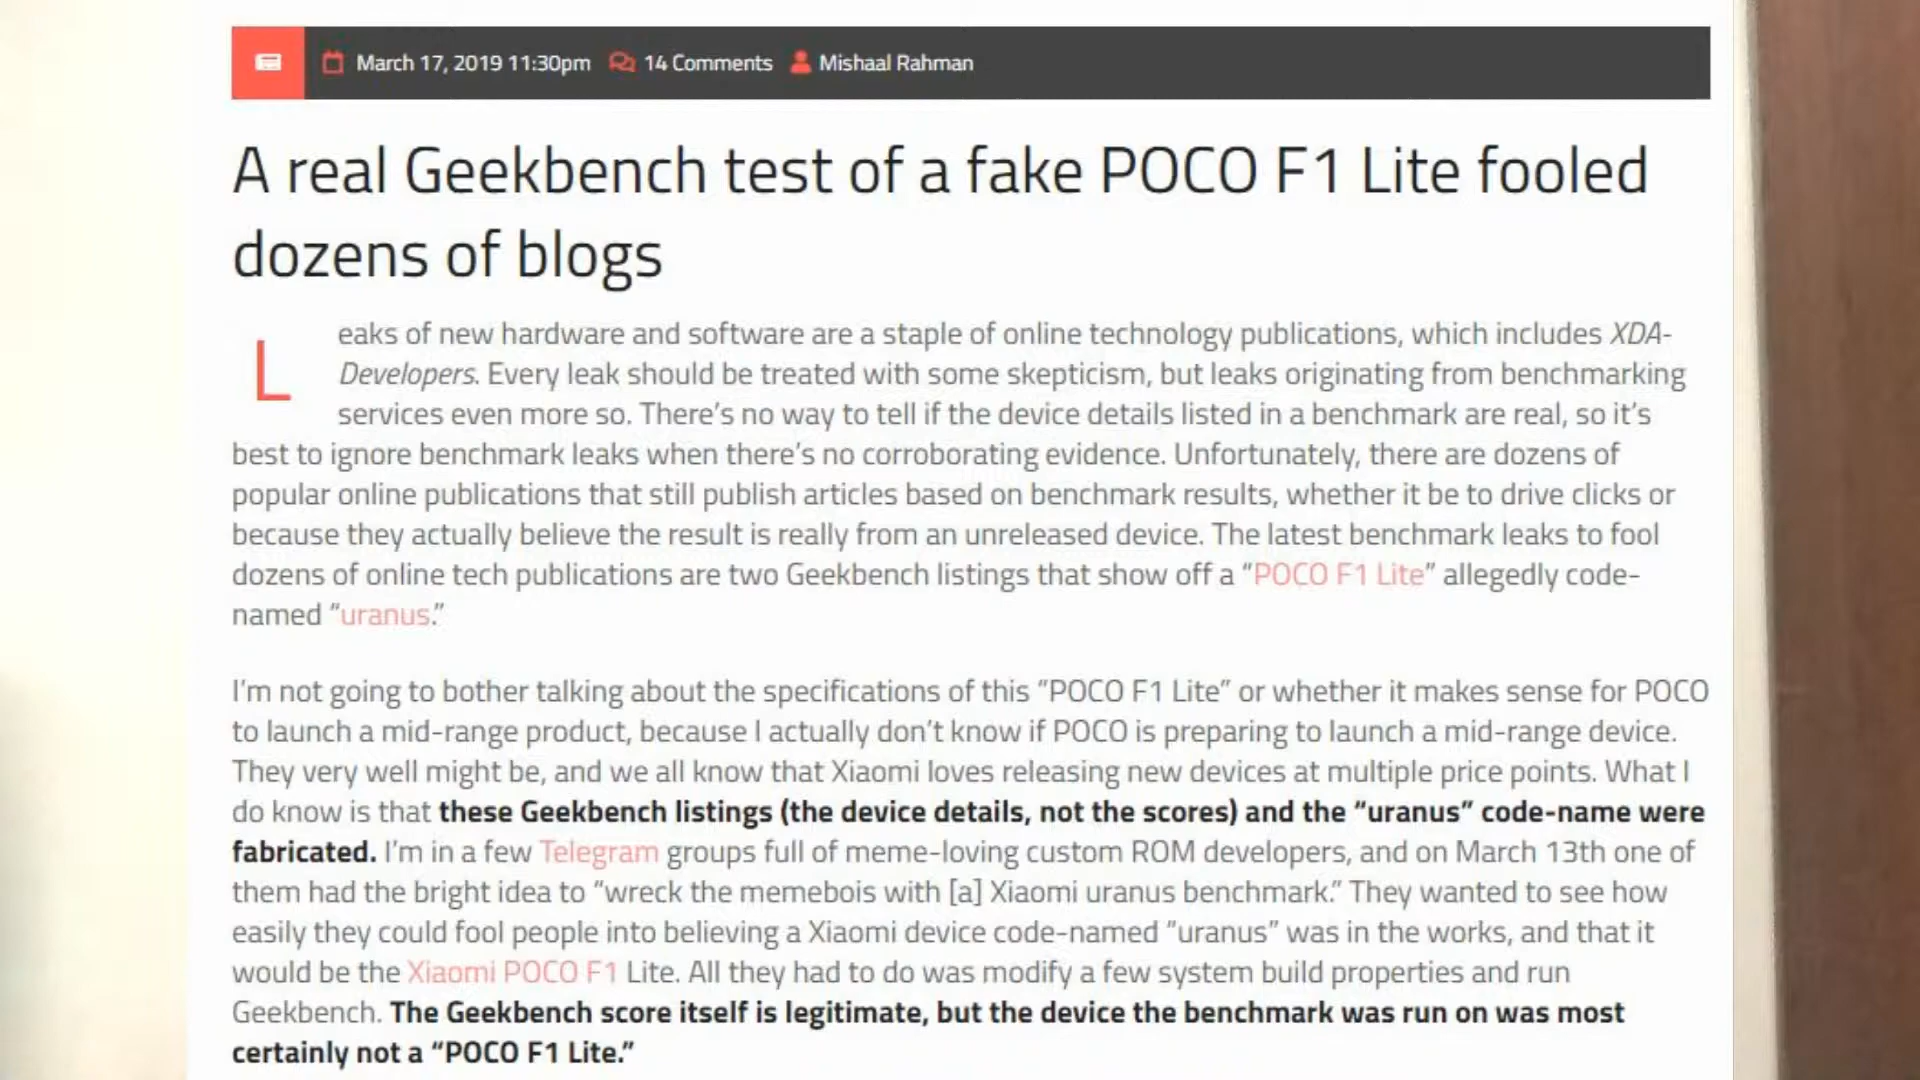 March 17, 2019 11:30pm 14 Comments Mishaal Rahman
A real Geekbench test of a fake POCO F1 Lite fooled
dozens of blogs
Leaks of new hardware and software are a staple of online technology publications, which includes XDA-
Developers. Every leak should be treated with some skepticism, but leaks originating from benchmarking
services even more so. There’s no way to tell if the device details listed in a benchmark are real, so it’s
best to ignore benchmark leaks when there’s no corroborating evidence. Unfortunately, there are dozens of
popular online publications that still publish articles based on benchmark results, whether it be to drive clicks or
because they actually believe the result is really from an unreleased device. The latest benchmark leaks to fool
dozens of online tech publications are two Geekbench listings that show off a “POCO F1 Lite” allegedly code-
named “uranus.”
I’m not going to bother talking about the specifications of this “POCO F1 Lite” or whether it makes sense for POCO
to launch a mid-range product, because I actually don’t know if POCO is preparing to launch a mid-range device.
They very well might be, and we all know that Xiaomi loves releasing new devices at multiple price points. What I
do know is that these Geekbench listings (the device details, not the scores) and the “uranus” code-name were
fabricated. I’m in a few Telegram groups full of meme-loving custom ROM developers, and on March 13th one of
them had the bright idea to “wreck the memebois with [a] Xiaomi uranus benchmark.” They wanted to see how
easily they could fool people into believing a Xiaomi device code-named “uranus” was in the works, and that it
would be the Xiaomi POCO F1 Lite. All they had to do was modify a few system build properties and run
Geekbench. The Geekbench score itself is legitimate, but the device the benchmark was run on was most
certainly not a “POCO F1 Lite.”